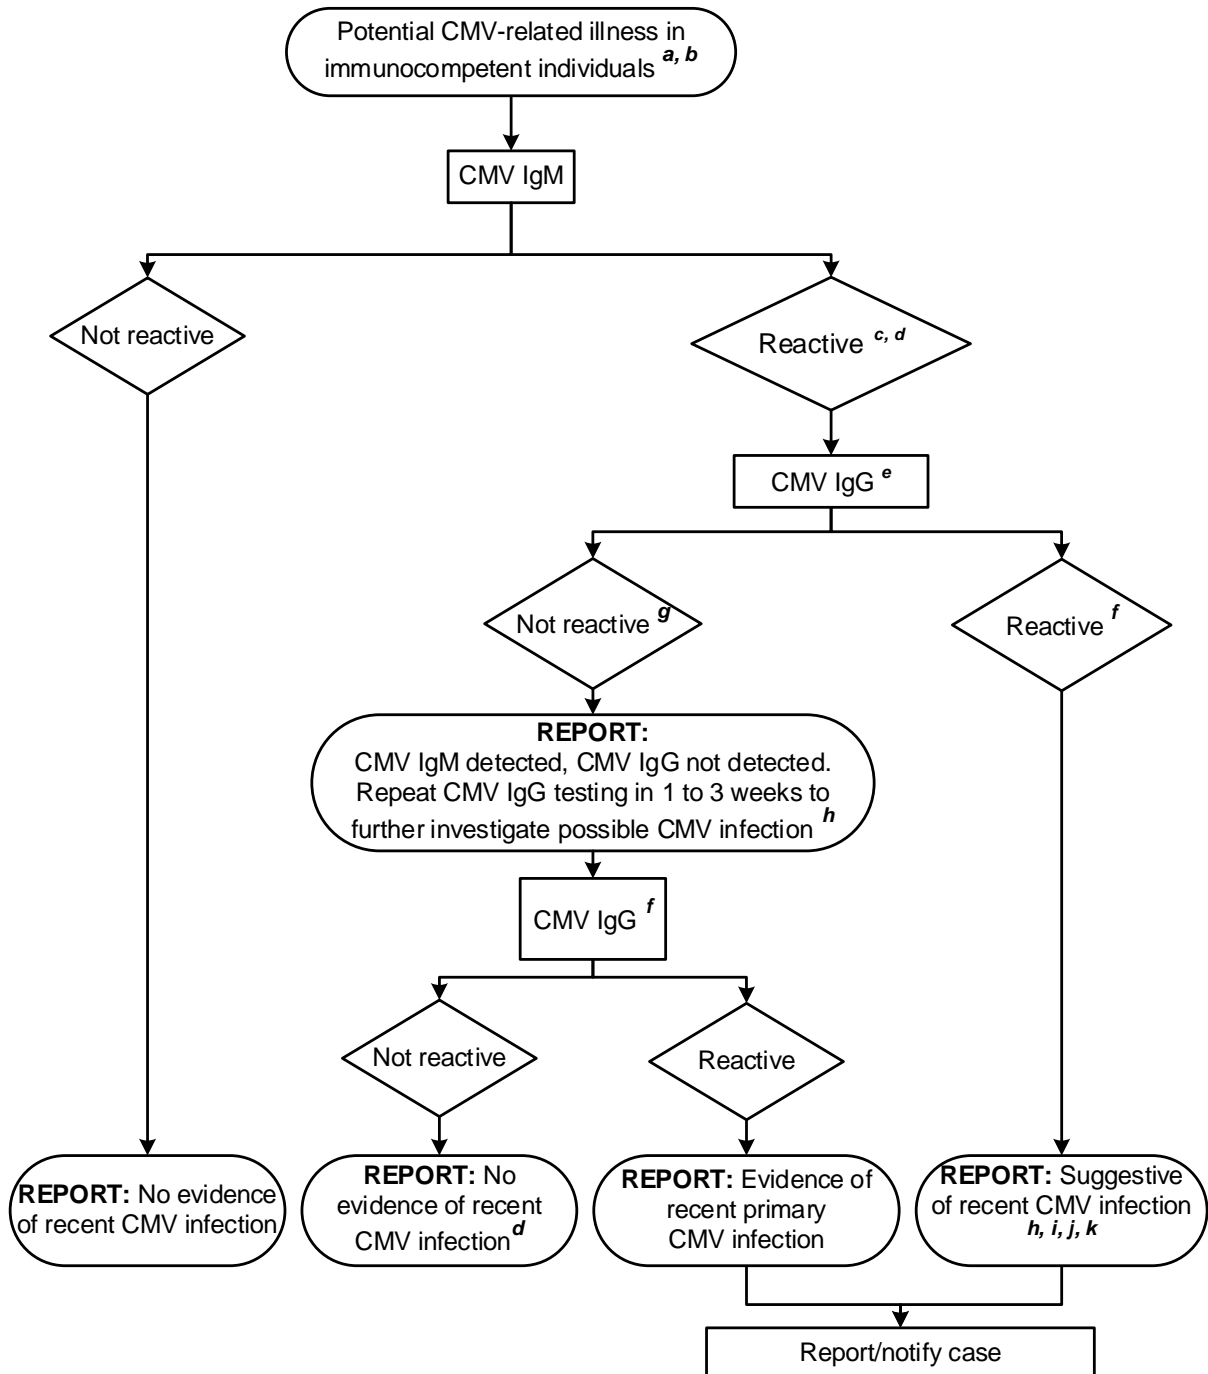 Potential CMV-related illness in
immunocompetent individuals a, b
CMV IgM
Not reactive
Reactive c, d
CMV IgG e
Not reactive g
Reactive f
REPORT:
CMV IgM detected, CMV IgG not detected.
Repeat CMV IgG testing in 1 to 3 weeks to
further investigate possible CMV infection h
CMV IgG f
Not reactive
Reactive
REPORT: No evidence
of recent CMV infection
REPORT: No
evidence of recent
CMV infection d
REPORT: Evidence of
recent primary
CMV infection
REPORT: Suggestive
of recent CMV infection
h, i, j, k
Report/notify case